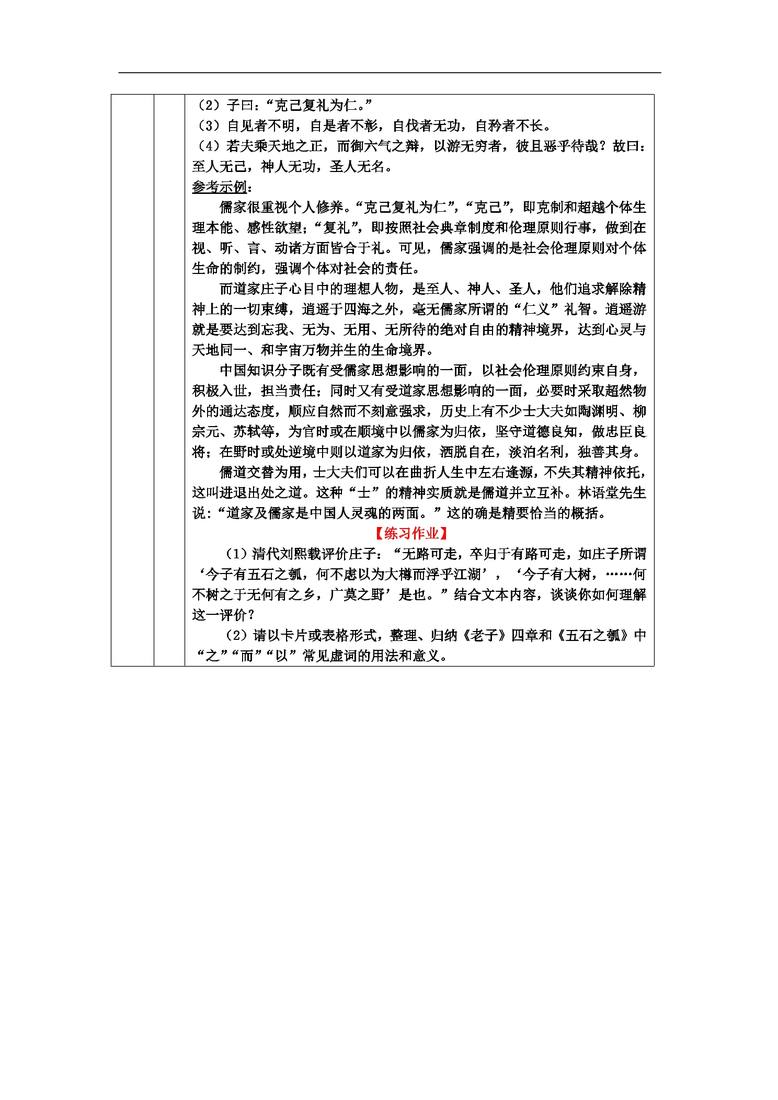 （2）子曰：“克己复礼为仁。”
（3）自见者不明，自是者不彰，自伐者无功，自矜者不长。
（4）若夫乘天地之正，而御六气之辩，以游无穷者，彼且恶乎待哉？故曰：
至人无己，神人无功，圣人无名。
参考示例：
儒家很重视个人修养。“克己复礼为仁”，“克己”，即克制和超越个体生
理本能、感性欲望；“复礼”，即按照社会典章制度和伦理原则行事，做到在
视、听、言、动诸方面皆合于礼。可见，儒家强调的是社会伦理原则对个体
生命的制约，强调个体对社会的责任。
而道家庄子心目中的理想人物，是至人、神人、圣人，他们追求解除精
神上的一切束缚，逍遥于四海之外，毫无儒家所谓的“仁义”礼智。逍遥游
就是要达到忘我、无为、无用、无所待的绝对自由的精神境界，达到心灵与
天地同一、和宇宙万物并生的生命境界。
中国知识分子既有受儒家思想影响的一面，以社会伦理原则约束自身，
积极入世，担当责任；同时又有受道家思想影响的一面，必要时采取超然物
外的通达态度，顺应自然而不刻意强求，历史上有不少士大夫如陶渊明、柳
宗元、苏轼等，为官时或在顺境中以儒家为归依，坚守道德良知，做忠臣良
将；在野时或处逆境中则以道家为归依，洒脱自在，淡泊名利，独善其身。
儒道交替为用，士大夫们可以在曲折人生中左右逢源，不失其精神依托，
这叫进退出处之道。这种“士”的精神实质就是儒道并立互补。林语堂先生
说：“道家及儒家是中国人灵魂的两面。”这的确是精要恰当的概括。
【练习作业】
（1）清代刘熙载评价庄子：“无路可走，卒归于有路可走，如庄子所谓
‘今子有五石之瓠，何不虑以为大樽而浮乎江湖’，‘今子有大树，……何
不树之于无何有之乡，广莫之野’是也。”结合文本内容，谈谈你如何理解
这一评价？
（2）请以卡片或表格形式，整理、归纳《老子》四章和《五石之瓠》中
“之”“而”“以”常见虚词的用法和意义。